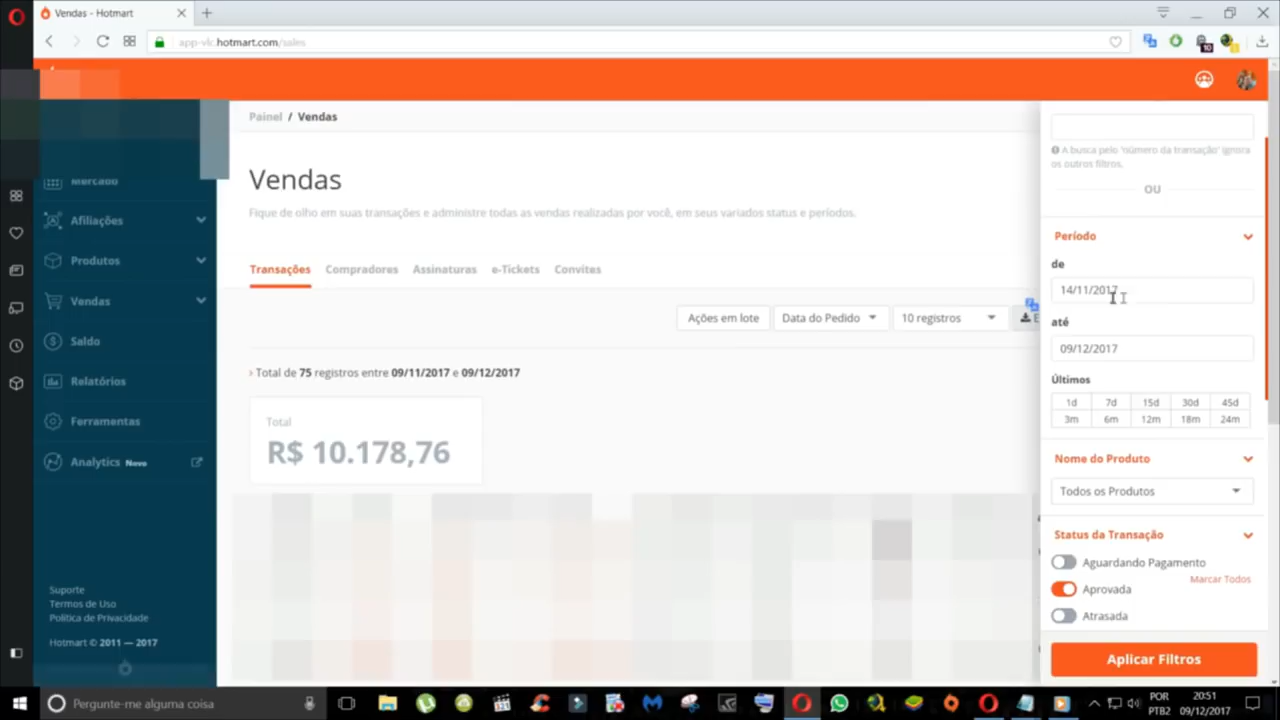 Vendas - Hotmart
app-vlc.hotmart.com/sales
10
Painel / Vendas
Mercado
Afiliações
Produtos
Vendas
Saldo
Relatórios
Ferramentas
Analytics Novo
Suporte
Termos de Uso
Política de Privacidade
Hotmart © 2011 — 2017
Vendas
Fique de olho em suas transações e administre todas as vendas realizadas por você, em seus variados status e períodos.
Transações Compradores Assinaturas e-Tickets Convites
Ações em lote Data do Pedido 10 registros
› Total de 75 registros entre 09/11/2017 e 09/12/2017
Total
R$ 10.178,76
A busca pelo 'número da transação' ignora
os outros filtros.
OU
Período
de
14/11/2017
até
09/12/2017
Últimos
1d 7d 15d 30d 45d
3m 6m 12m 18m 24m
Nome do Produto
Todos os Produtos
Status da Transação
Aguardando Pagamento
Marcar Todos
Aprovada
Atrasada
Aplicar Filtros
Pergunte-me alguma coisa
POR
PTB2
20:51
09/12/2017